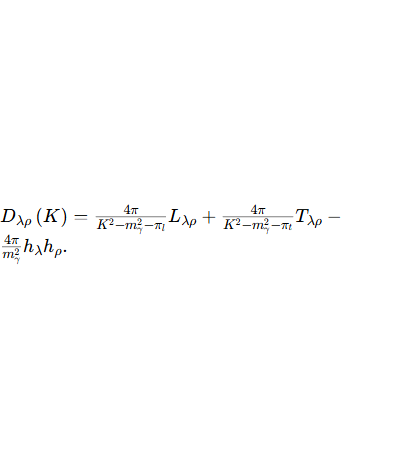 $D_{\lambda\rho}\,(K) = \frac{4\pi}{K^2 - m_\gamma^2 - \pi_l} L_{\lambda\rho} + \frac{4\pi}{K^2 - m_\gamma^2 - \pi_t} T_{\lambda\rho} -$
$\frac{4\pi}{m_\gamma^2} h_\lambda h_\rho.$